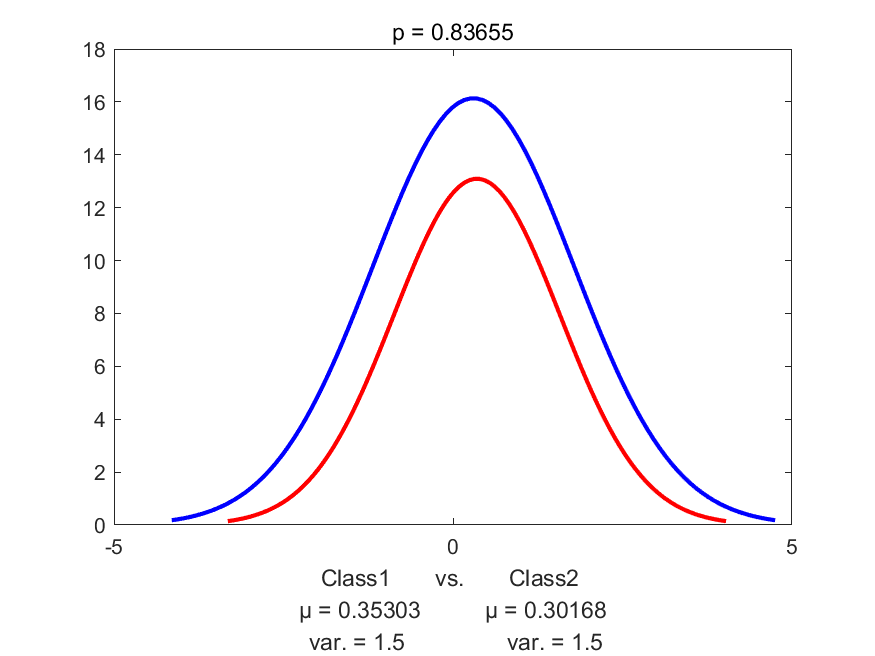 p = 0.83655
18
16
14
12
10
8
6
4
2
0
-5 0 5
Class1 vs. Class2
μ = 0.35303 μ = 0.30168
var. = 1.5 var. = 1.5